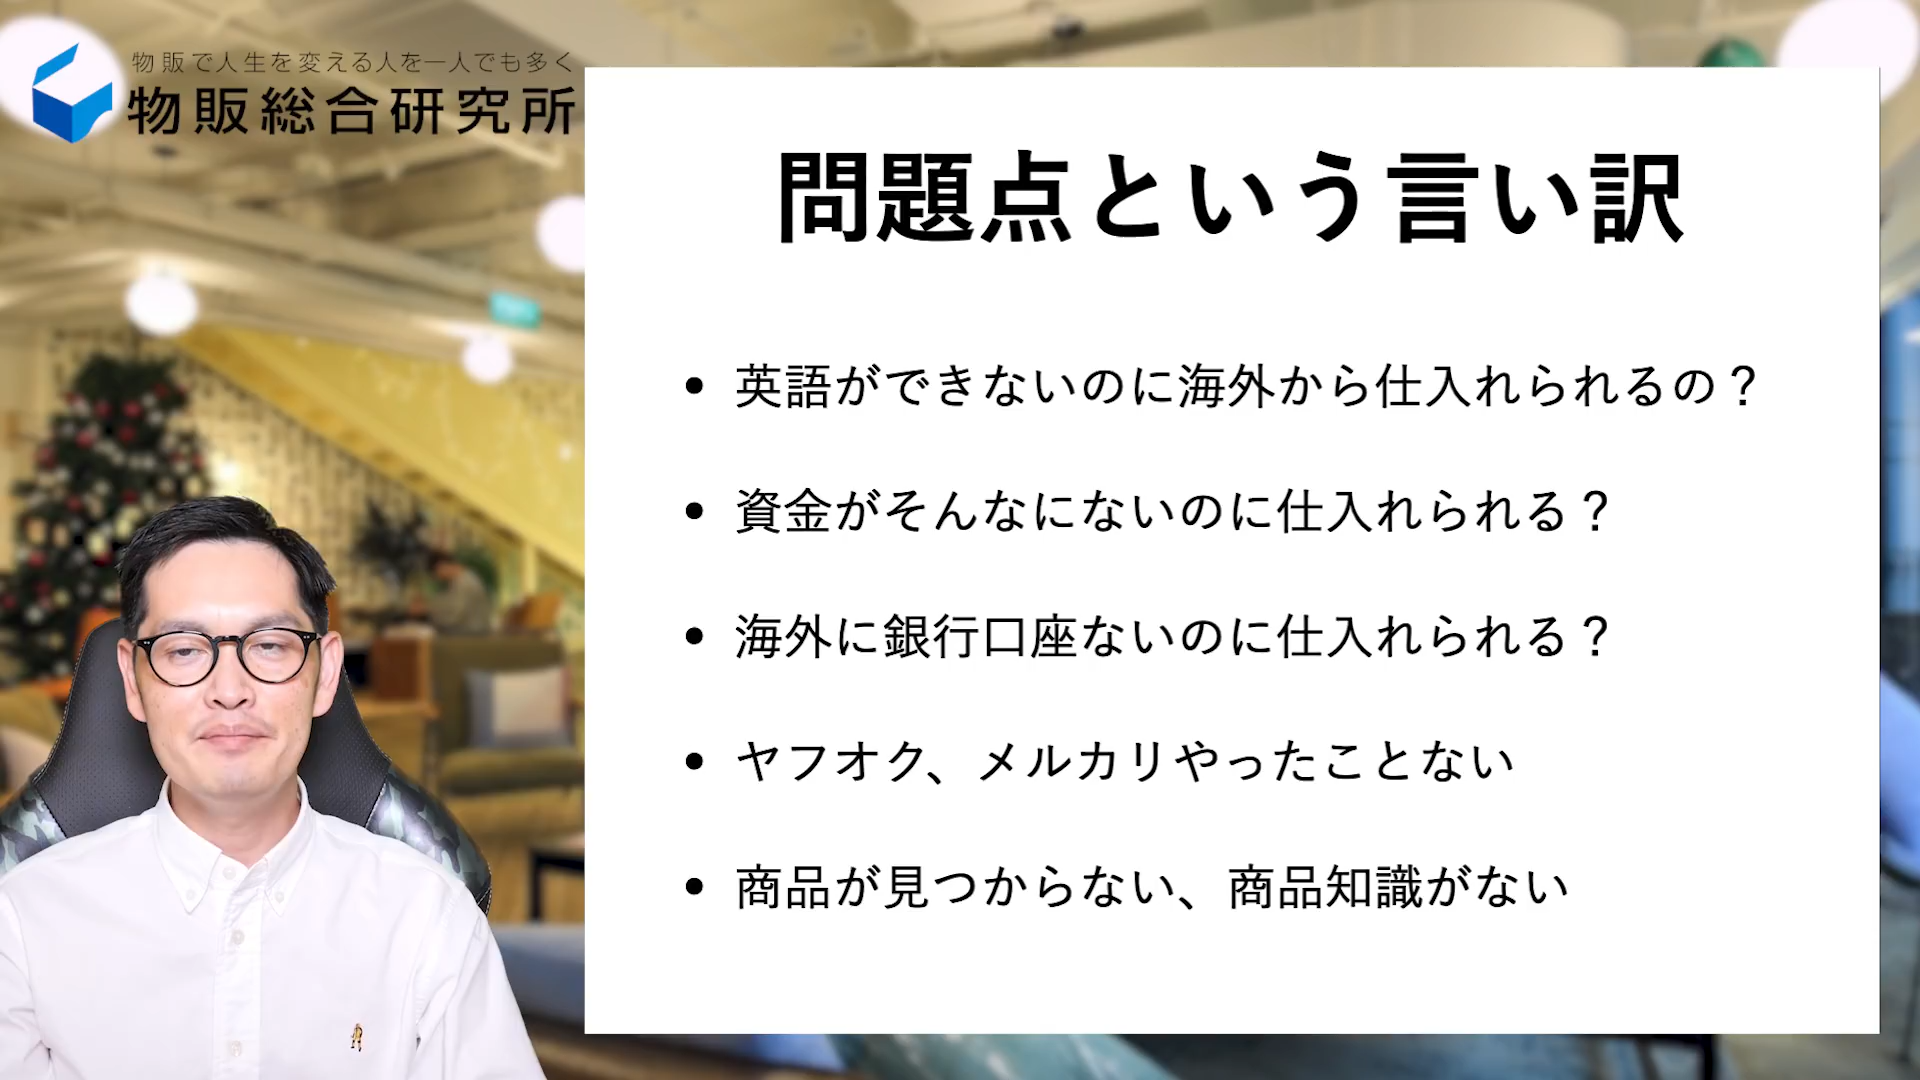 物販で人生を変える人を一人でも多く
物販総合研究所
問題点という言い訳
• 英語ができないのに海外から仕入れられるの？
• 資金がそんなにないのに仕入れられる？
• 海外に銀行口座ないのに仕入れられる？
• ヤフオク、メルカリやったことない
• 商品が見つからない、商品知識がない